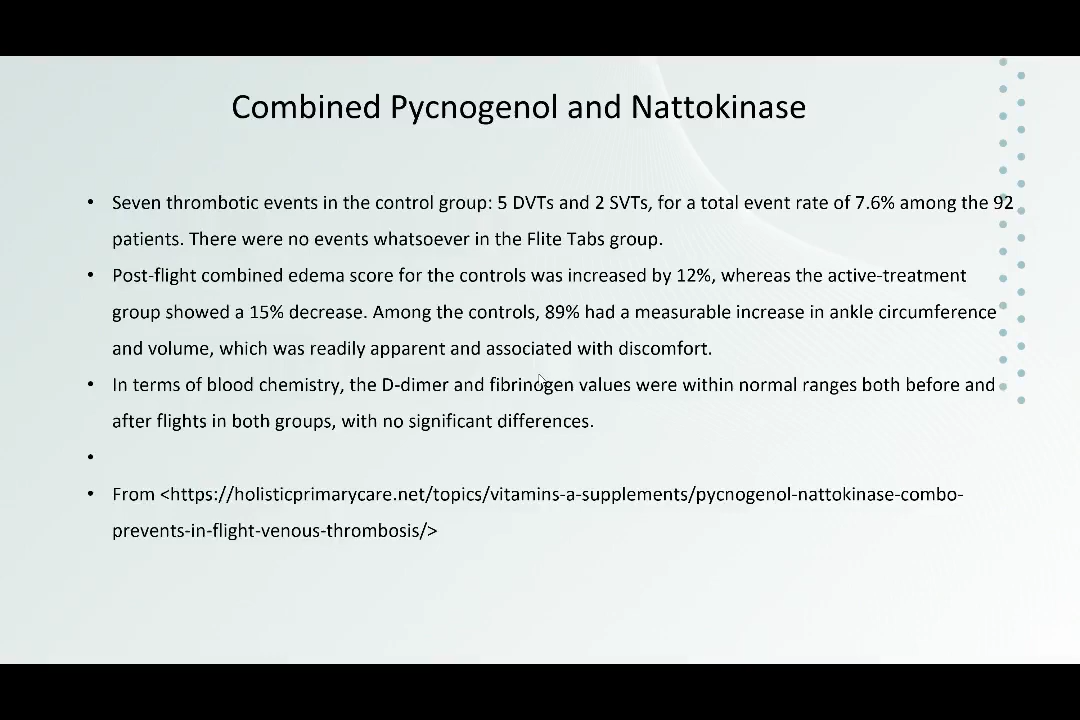 Combined Pycnogenol and Nattokinase
• Seven thrombotic events in the control group: 5 DVTs and 2 SVTs, for a total event rate of 7.6% among the 92
patients. There were no events whatsoever in the Flite Tabs group.
• Post-flight combined edema score for the controls was increased by 12%, whereas the active-treatment
group showed a 15% decrease. Among the controls, 89% had a measurable increase in ankle circumference
and volume, which was readily apparent and associated with discomfort.
• In terms of blood chemistry, the D-dimer and fibrinogen values were within normal ranges both before and
after flights in both groups, with no significant differences.
•
• From <https://holisticprimarycare.net/topics/vitamins-a-supplements/pycnogenol-nattokinase-combo-
prevents-in-flight-venous-thrombosis/>